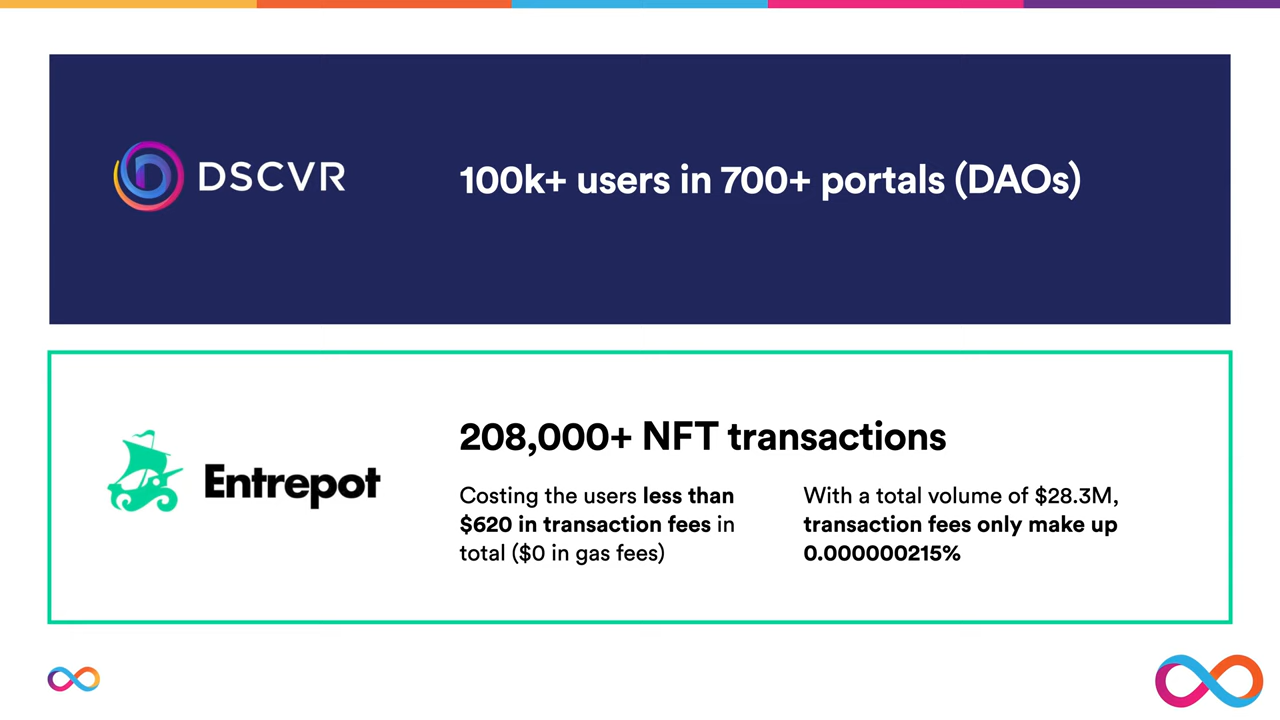 DSCVR
100k+ users in 700+ portals (DAOs)
Entrepot
208,000+ NFT transactions
Costing the users less than
$620 in transaction fees in
total ($0 in gas fees)
With a total volume of $28.3M,
transaction fees only make up
0.000000215%